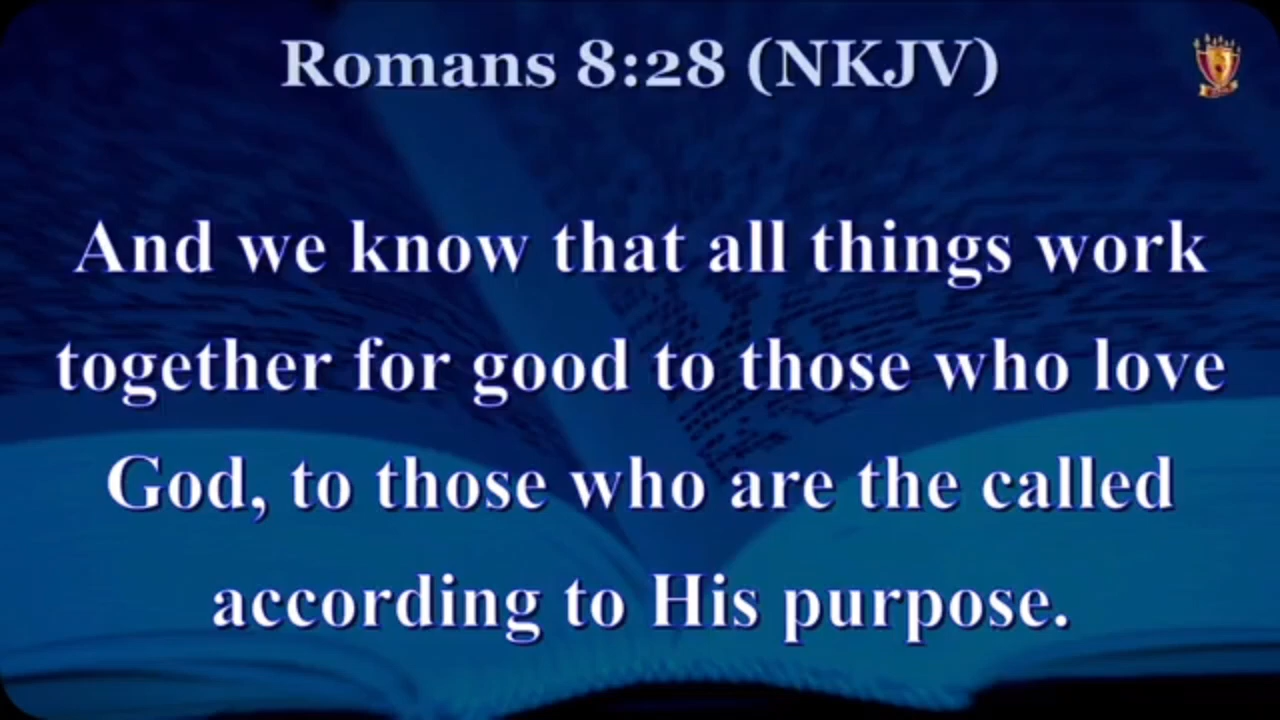 Romans 8:28 (NKJV)
And we know that all things work
together for good to those who love
God, to those who are the called
according to His purpose.